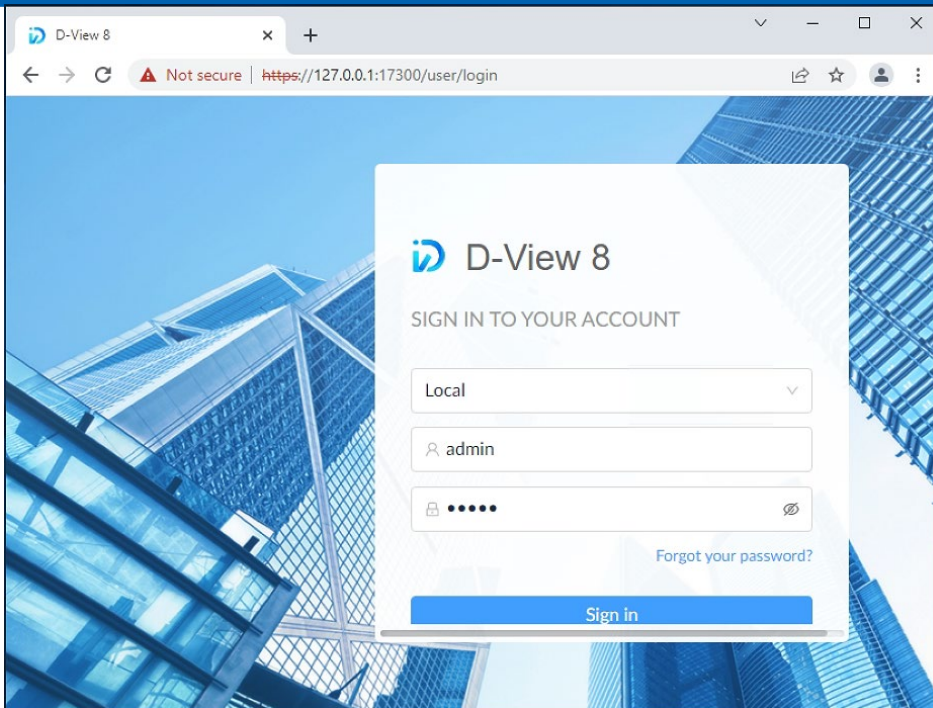 D-View 8
Not secure https://127.0.0.1:17300/user/login
D-View 8
SIGN IN TO YOUR ACCOUNT
Local
admin
•••••
Forgot your password?
Sign in